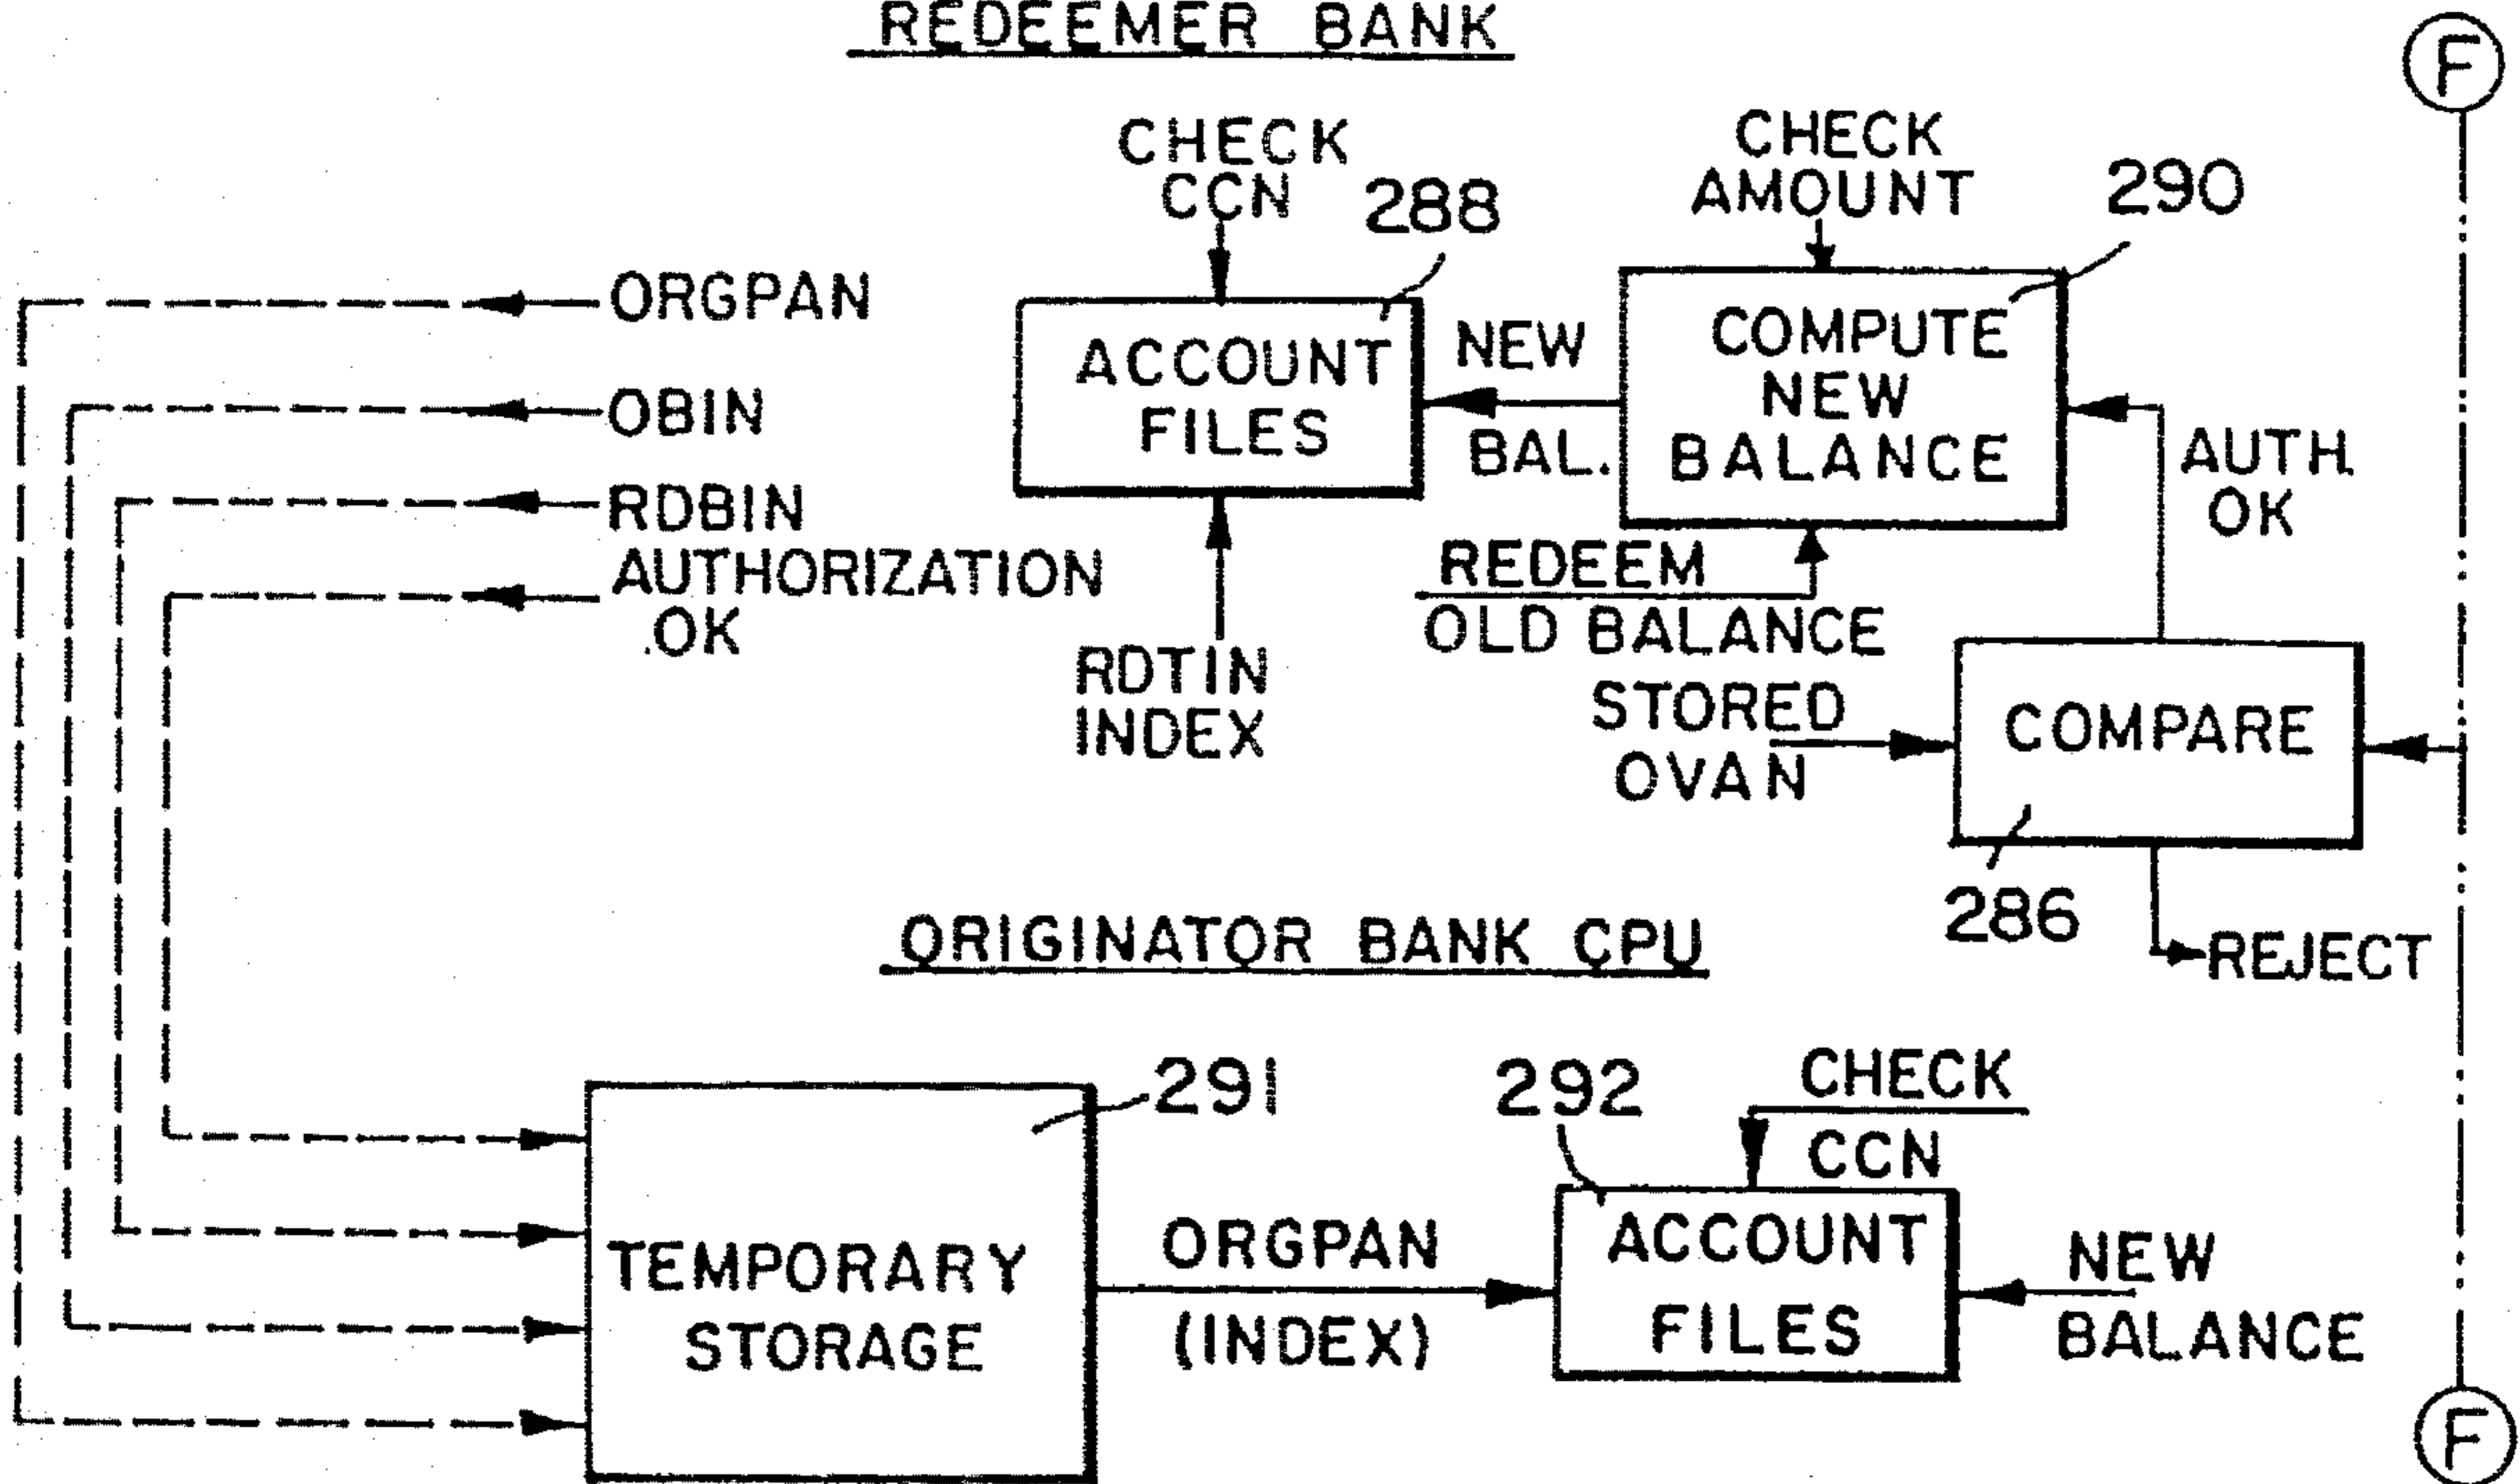 REDEEMER BANK
F
CHECK
CCN
288
CHECK
AMOUNT
290
ORGPAN
OBIN
RDBIN
AUTHORIZATION
OK
ACCOUNT
FILES
NEW
BAL.
COMPUTE
NEW
BALANCE
AUTH.
OK
RDTIN
INDEX
REDEEM
OLD BALANCE
STORED
OVAN
COMPARE
286
REJECT
ORIGINATOR BANK CPU
291
TEMPORARY
STORAGE
ORGPAN
(INDEX)
292
CHECK
CCN
ACCOUNT
FILES
NEW
BALANCE
F